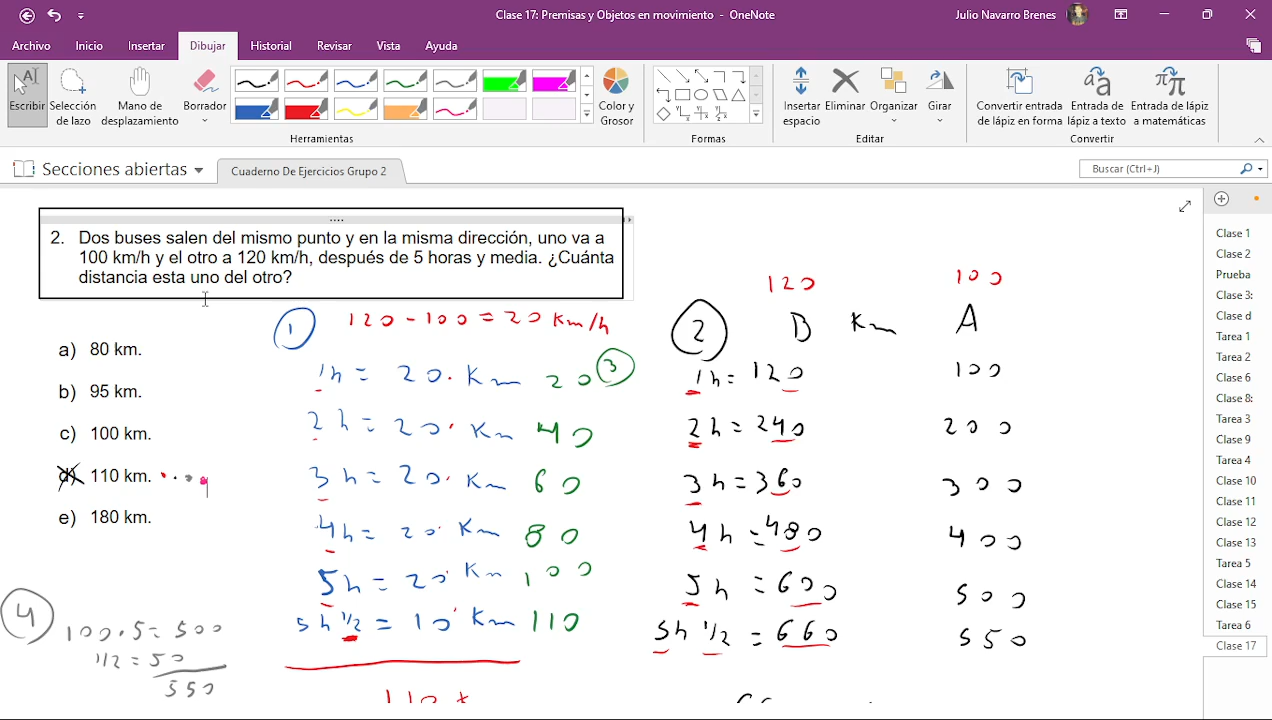 Clase 17: Premisas y Objetos en movimiento - OneNote
Julio Navarro Brenes
Archivo Inicio Insertar Dibujar Historial Revisar Vista Ayuda
Escribir
Selección de lazo
Mano de desplazamiento
Borrador
Herramientas
Color y Grosor
Formas
Insertar espacio
Eliminar
Organizar
Girar
Editar
Convertir entrada de lápiz en forma
Entrada de lápiz a texto
Entrada de lápiz a matemáticas
Convertir
Secciones abiertas
Cuaderno De Ejercicios Grupo 2
Buscar (Ctrl+J)
2. Dos buses salen del mismo punto y en la misma dirección, uno va a
100 km/h y el otro a 120 km/h, después de 5 horas y media. ¿Cuánta
distancia esta uno del otro?
a) 80 km.
b) 95 km.
c) 100 km.
d) 110 km.
e) 180 km.
1
120 - 100 = 20 Km/h
1h = 20 Km 20
3
2h = 20 Km 40
3h = 20 Km 60
4h = 20 Km 80
5h = 20 Km 100
5h 1/2 = 10 Km 110
2
120 100
B Km A
1h = 120 100
2h = 240 200
3h = 360 300
4h = 480 400
5h = 600 500
5h 1/2 = 660 550
4
100 · 5 = 500
1/2 = 50
550
Clase 1
Clase 2
Prueba
Clase 3:
Clase d
Tarea 1
Tarea 2
Clase 6
Clase 8:
Tarea 3
Clase 9
Tarea 4
Clase 10
Clase 11
Clase 12
Clase 13
Tarea 5
Clase 14
Clase 15
Tarea 6
Clase 17